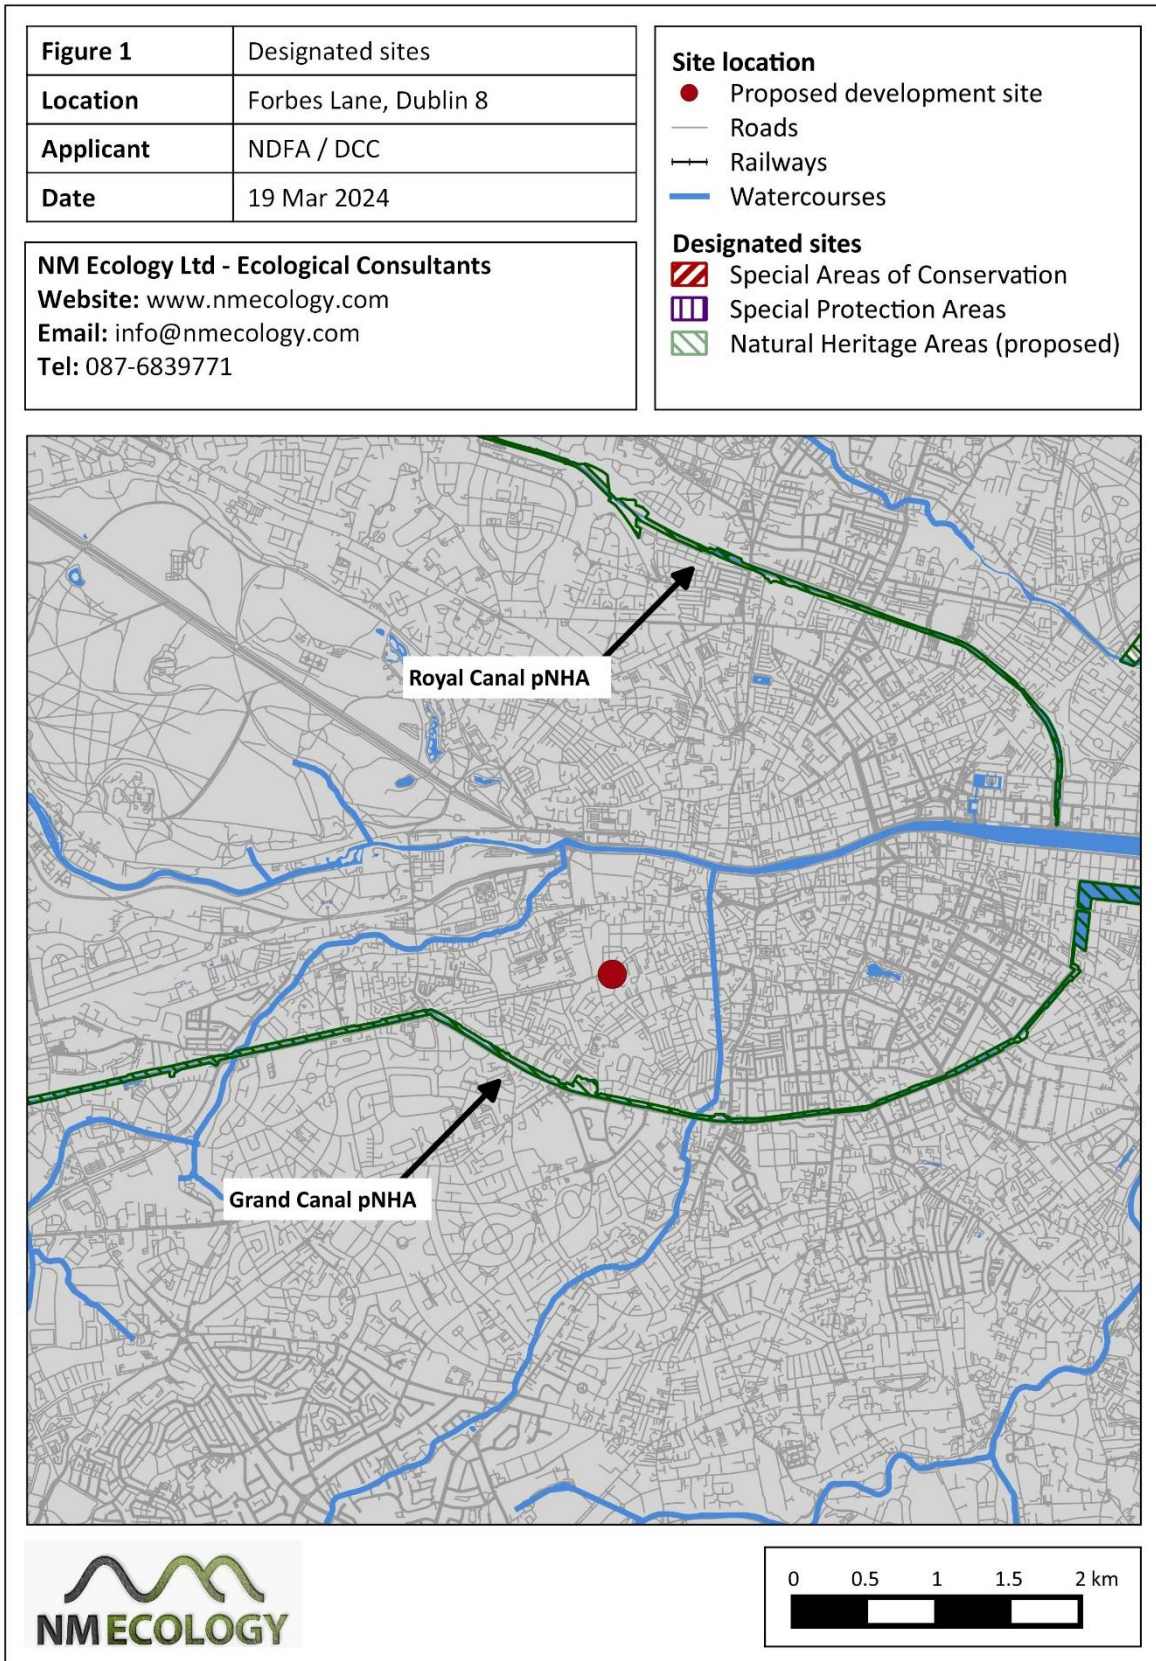 Figure 1 Designated sites
Location Forbes Lane, Dublin 8
Applicant NDFA / DCC
Date 19 Mar 2024
NM Ecology Ltd - Ecological Consultants
Website: www.nmecology.com
Email: info@nmecology.com
Tel: 087-6839771
Site location
Proposed development site
Roads
Railways
Watercourses
Designated sites
Special Areas of Conservation
Special Protection Areas
Natural Heritage Areas (proposed)
Royal Canal pNHA
Grand Canal pNHA
NMECOLOGY
0 0.5 1 1.5 2 km